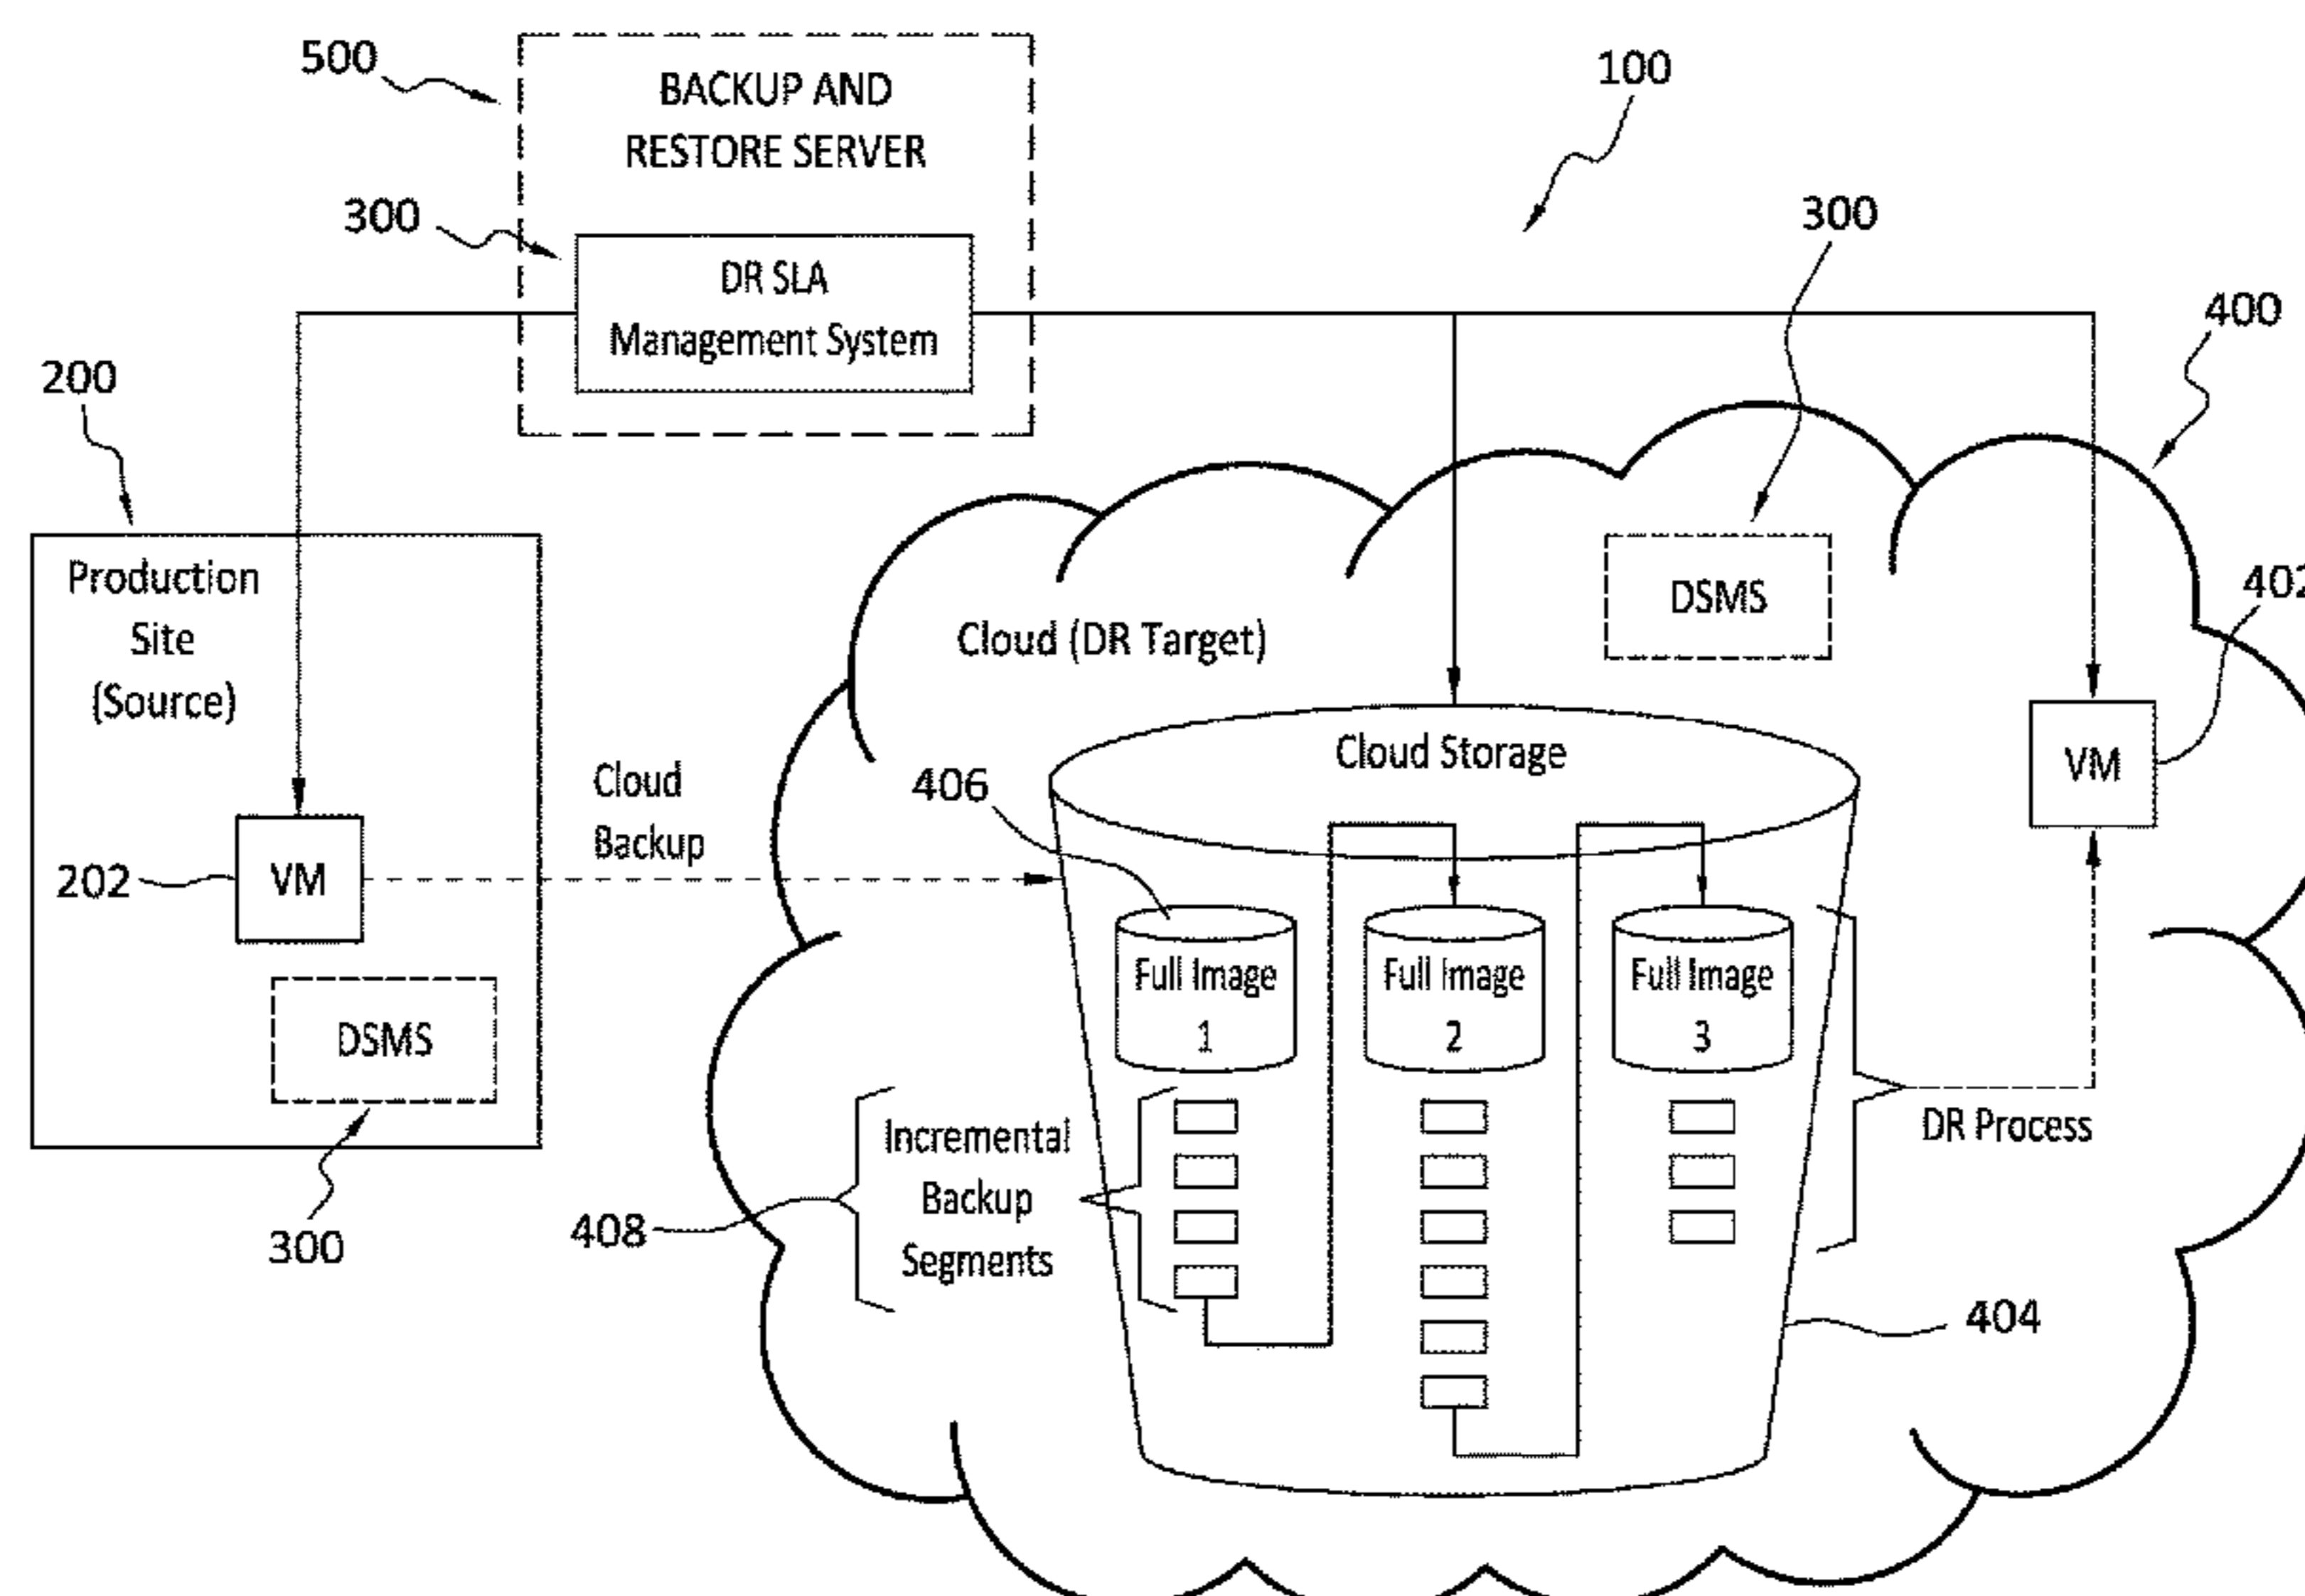 500
BACKUP AND
RESTORE SERVER
100
300
DR SLA
Management System
300
400
200
Production
Site
(Source)
DSMS
402
Cloud (DR Target)
Cloud Storage
VM
Cloud
Backup
406
202
VM
Full Image
1
Full Image
2
Full Image
3
DSMS
300
Incremental
Backup
Segments
408
DR Process
404